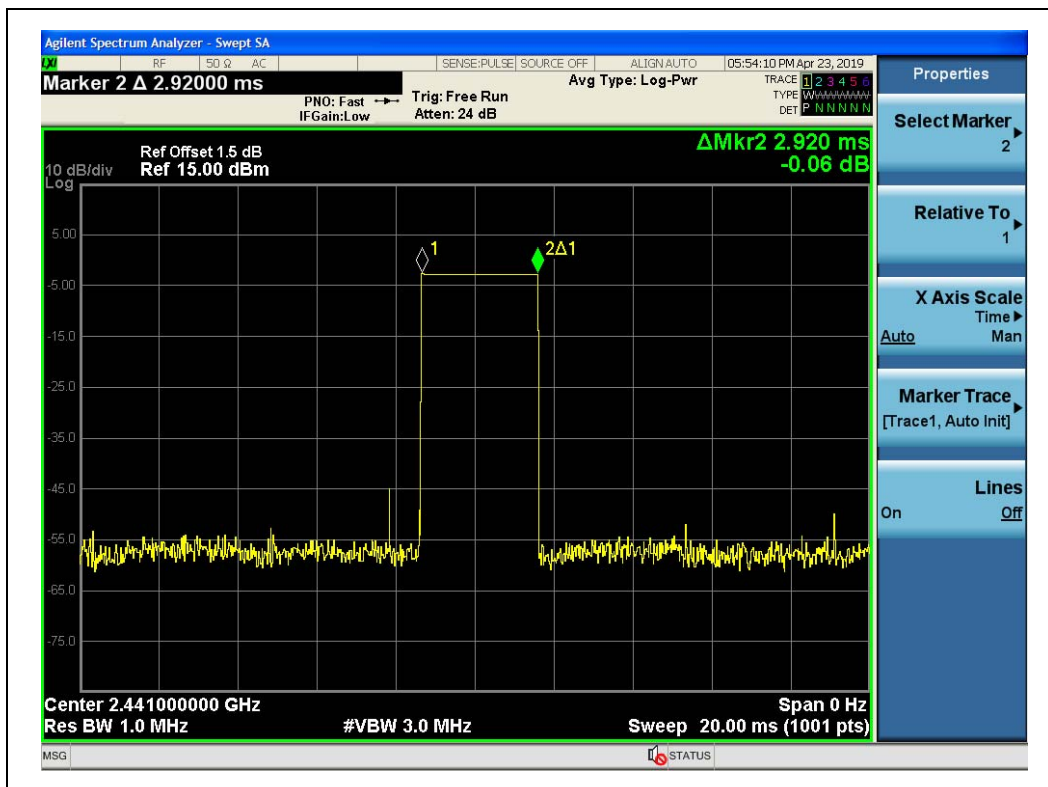 Agilent Spectrum Analyzer - Swept SA
LXI RF 50 Ω AC SENSE:PULSE SOURCE OFF ALIGN AUTO 05:54:10 PM Apr 23, 2019
Marker 2 Δ 2.92000 ms
Avg Type: Log-Pwr
TRACE 1 2 3 4 5 6
TYPE WWWWWW
DET P N N N N N
PNO: Fast
IFGain:Low
Trig: Free Run
Atten: 24 dB
ΔMkr2 2.920 ms
-0.06 dB
Ref Offset 1.5 dB
10 dB/div Ref 15.00 dBm
Log
5.00
-5.00
-15.0
-25.0
-35.0
-45.0
-55.0
-65.0
-75.0
1
2Δ1
Center 2.441000000 GHz
Span 0 Hz
Res BW 1.0 MHz
#VBW 3.0 MHz
Sweep 20.00 ms (1001 pts)
MSG
STATUS
Properties
Select Marker
2
Relative To
1
X Axis Scale
Time
Auto Man
Marker Trace
[Trace1, Auto Init]
Lines
On Off